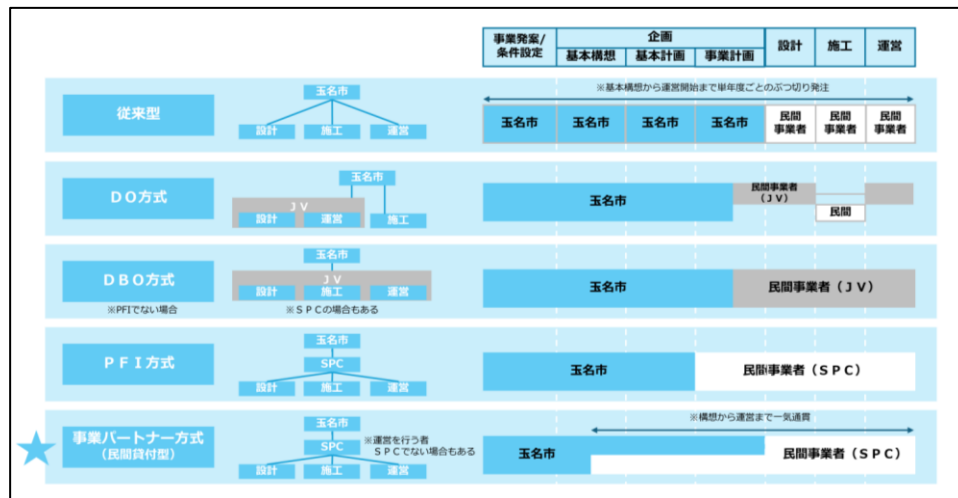 事業発案/
条件設定
企画
基本構想
基本計画
事業計画
設計
施工
運営
従来型
玉名市
設計
施工
運営
※基本構想から運営開始まで単年度ごとのぶつ切り発注
玉名市
玉名市
玉名市
玉名市
民間
事業者
民間
事業者
民間
事業者
DO方式
玉名市
JV
設計
運営
施工
玉名市
民間事業者
(JV)
民間
DBO方式
※PFIでない場合
玉名市
JV
設計
施工
運営
※SPCの場合もある
玉名市
民間事業者(JV)
PFI方式
玉名市
SPC
設計
施工
運営
玉名市
民間事業者(SPC)
事業パートナー方式
(民間貸付型)
玉名市
SPC
※運営を行う者
SPCでない場合もある
設計
施工
運営
※構想から運営まで一気通貫
玉名市
民間事業者(SPC)